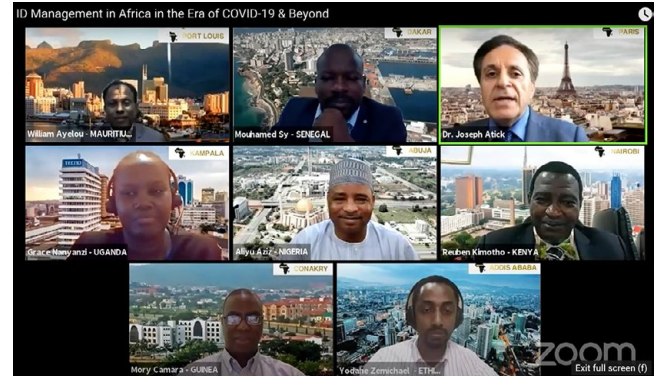 ID Management in Africa in the Era of COVID-19 & Beyond
PORT LOUIS
DAKAR
PARIS
William Ayelou - MAURITIU...
Mouhamed Sy - SENEGAL
Dr. Joseph Atick
KAMPALA
ABUJA
NAIROBI
Grace Nanyanzi - UGANDA
Aliyu Aziz - NIGERIA
Reuben Kimotho - KENYA
CONAKRY
ADDIS ABABA
Mory Camara - GUINEA
Yodahe Zemichael - ETHI...
zoom
Exit full screen (f)